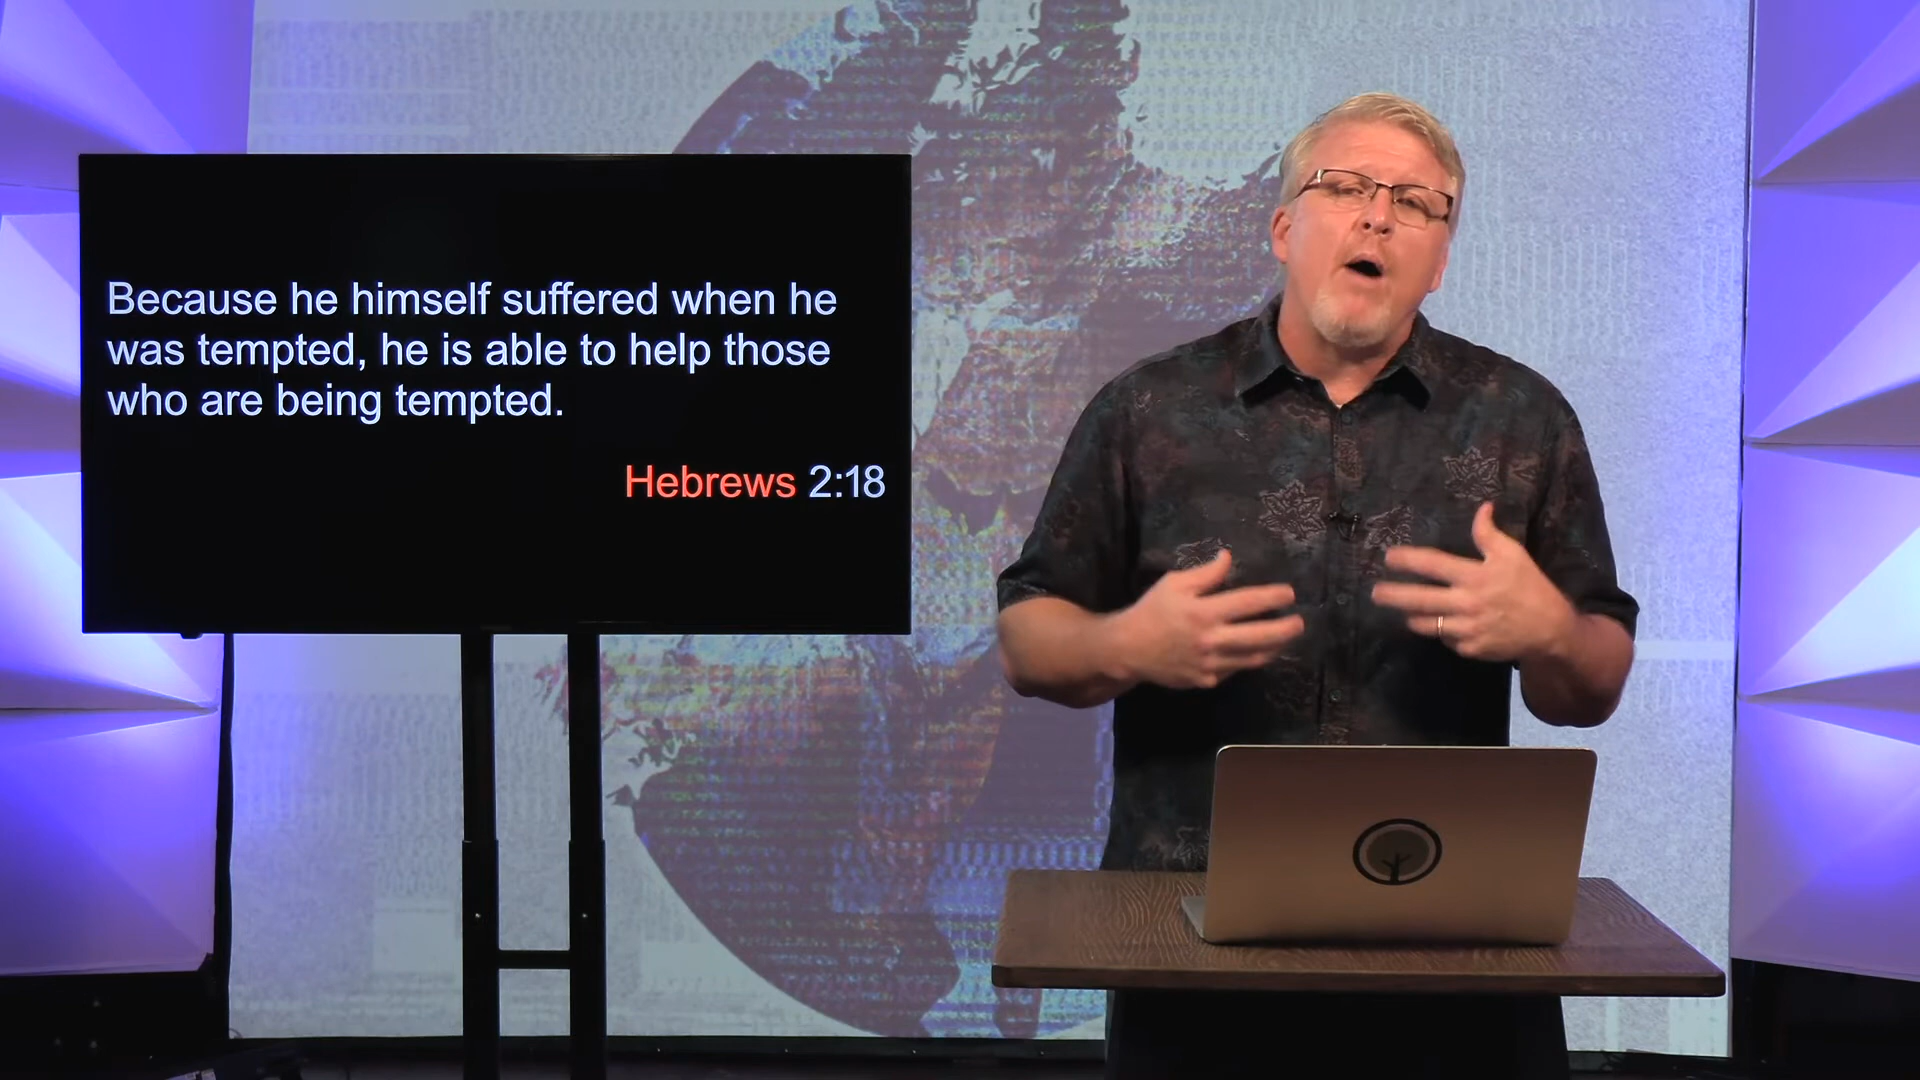 Because he himself suffered when he
was tempted, he is able to help those
who are being tempted.
Hebrews 2:18